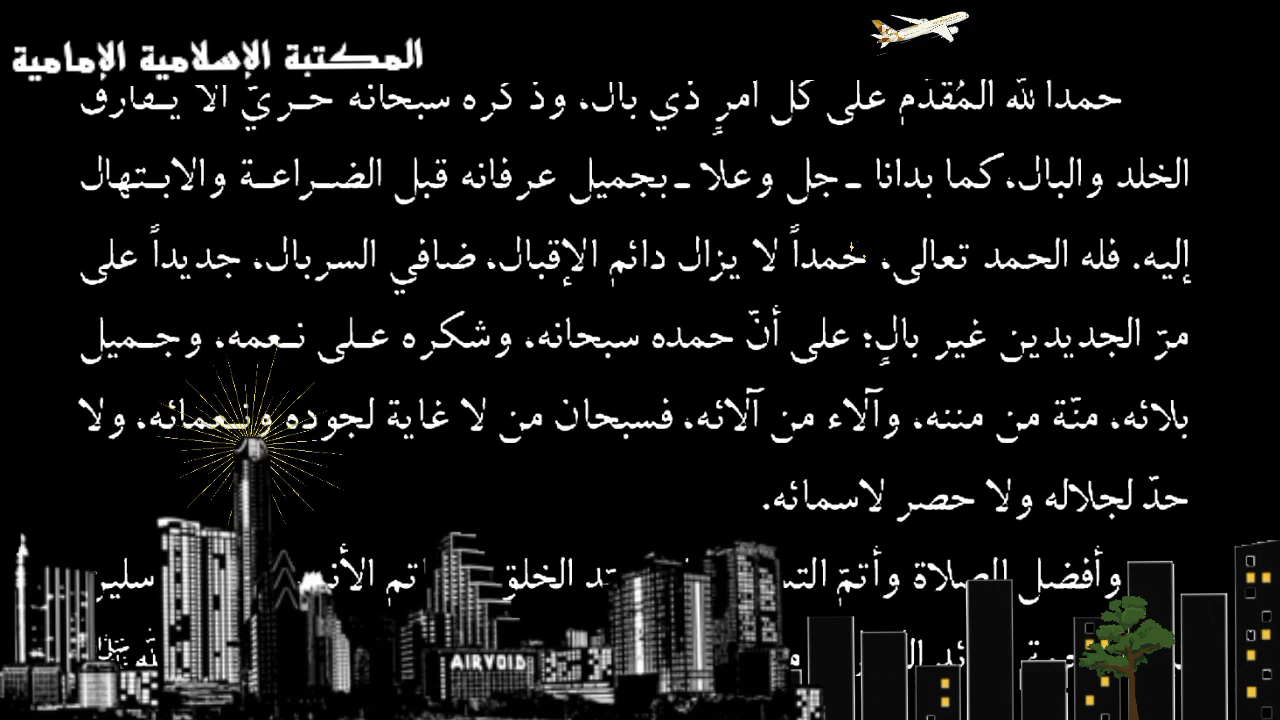 المكتبة الإسلامية الإمامية
حمدا لله المُقدّم على كل امرٍ ذي بال، وذكره سبحانه حريّ الا يفارق
الخلد والبال، كما بدانا ـ جل وعلا ـ بجميل عرفانه قبل الضراعة والابتهال
إليه. فله الحمد تعالى، حمداً لا يزال دائم الإقبال، ضافي السربال، جديداً على
مرّ الجديدين غير بالٍ؛ على أنّ حمده سبحانه، وشكره على نعمه، وجميل
بلائه، منّة من مننه، وآلاء من آلائه، فسبحان من لا غاية لجوده ونعمائه، ولا
حدّ لجلاله ولا حصر لاسمائه.
وأفضل الصلاة وأتمّ الخلق
AIRVOID